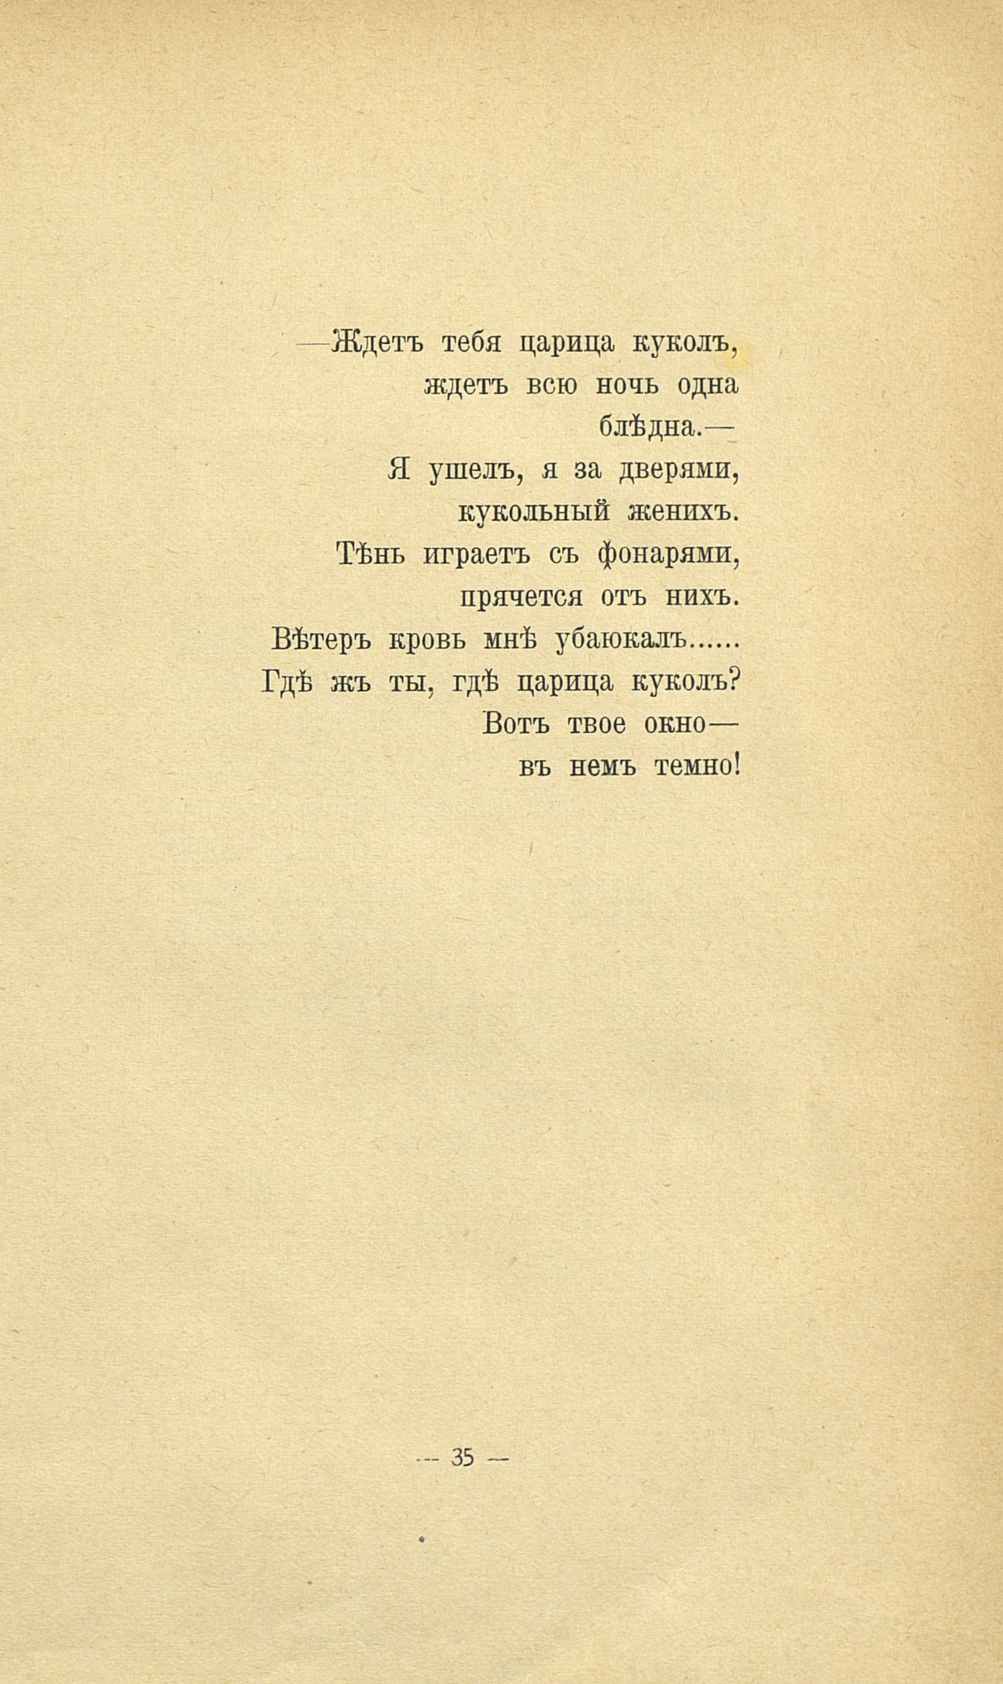 —Ждетъ тебя царица куколъ,
ждетъ всю ночь одна
блѣдна.—
Я ушелъ, я за дверями,
кукольный женихъ.
Тѣнь играетъ съ фонарями,
прячется отъ нихъ.
Вѣтеръ кровь мнѣ убаюкалъ......
Гдѣ жъ ты, гдѣ царица куколъ?
Вотъ твое окно—
въ немъ темно!
— 35 —